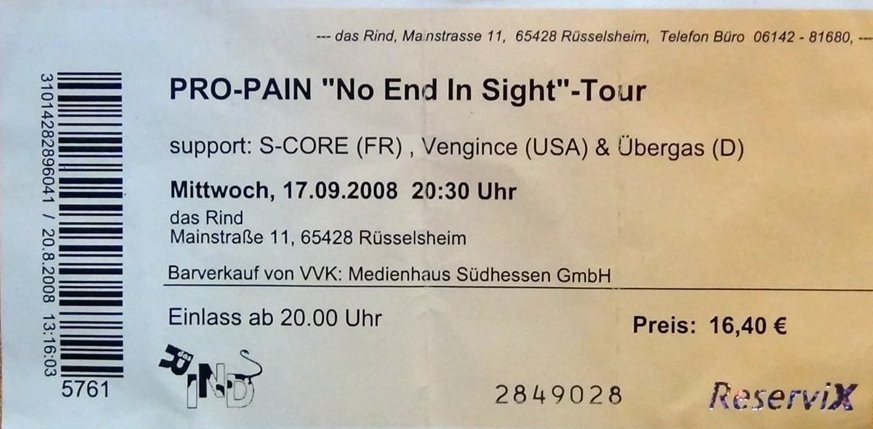 --- das Rind, Mainstrasse 11, 65428 Rüsselsheim, Telefon Büro 06142 - 81680, ---
PRO-PAIN "No End In Sight"-Tour
support: S-CORE (FR) , Vengince (USA) & Übergas (D)
Mittwoch, 17.09.2008 20:30 Uhr
das Rind
Mainstraße 11, 65428 Rüsselsheim
Barverkauf von VVK: Medienhaus Südhessen GmbH
Einlass ab 20.00 Uhr
Preis: 16,40 €
das RIND
2849028
ReserviX
31014282896041 / 20.8.2008 13:16:03
5761